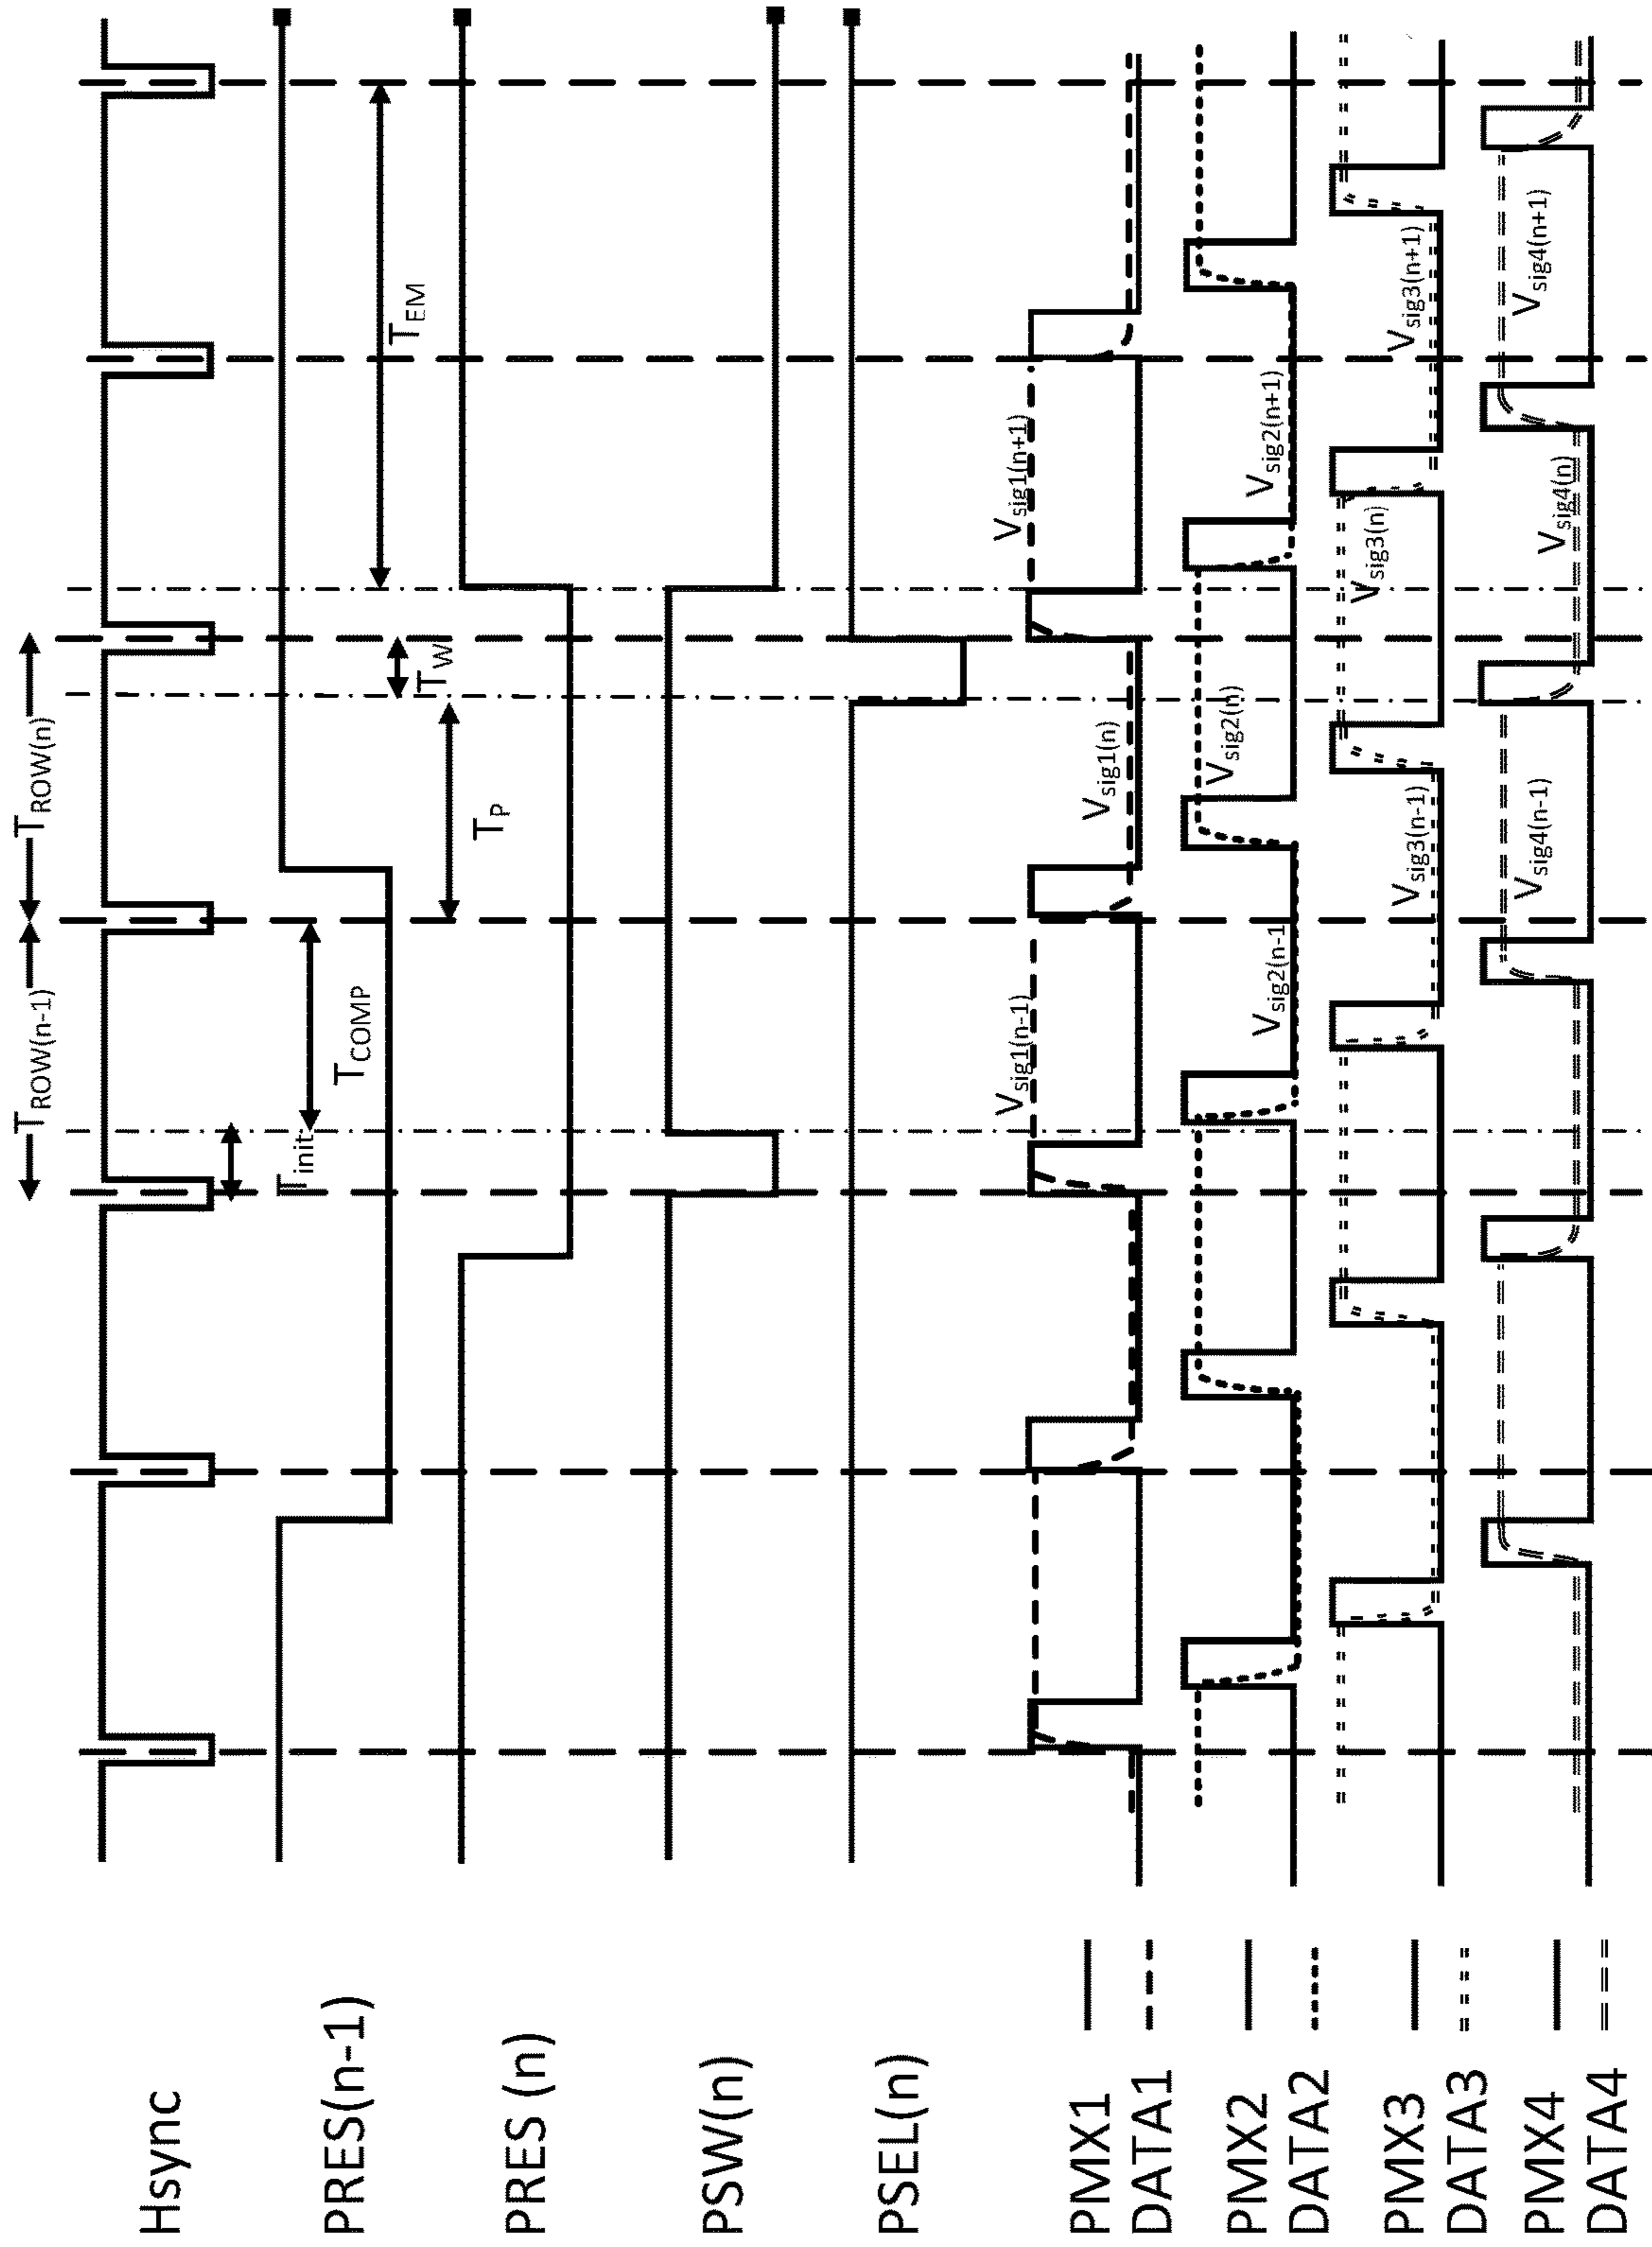 Hsync
PRES(n-1)
PRES (n)
PSW(n)
PSEL(n)
PMX1
DATA1
PMX2
DATA2
PMX3
DATA3
PMX4
DATA4
TROW(n-1)
TROW(n)
Tinit
TCOMP
TP
TW
TEM
Vsig1(n-1)
Vsig1(n)
Vsig1(n+1)
Vsig2(n-1
Vsig2(n)
Vsig2(n+1)
Vsig3(n-1)
Vsig3(n)
Vsig3(n+1)
Vsig4(n-1)
Vsig4(n)
Vsig4(n+1)